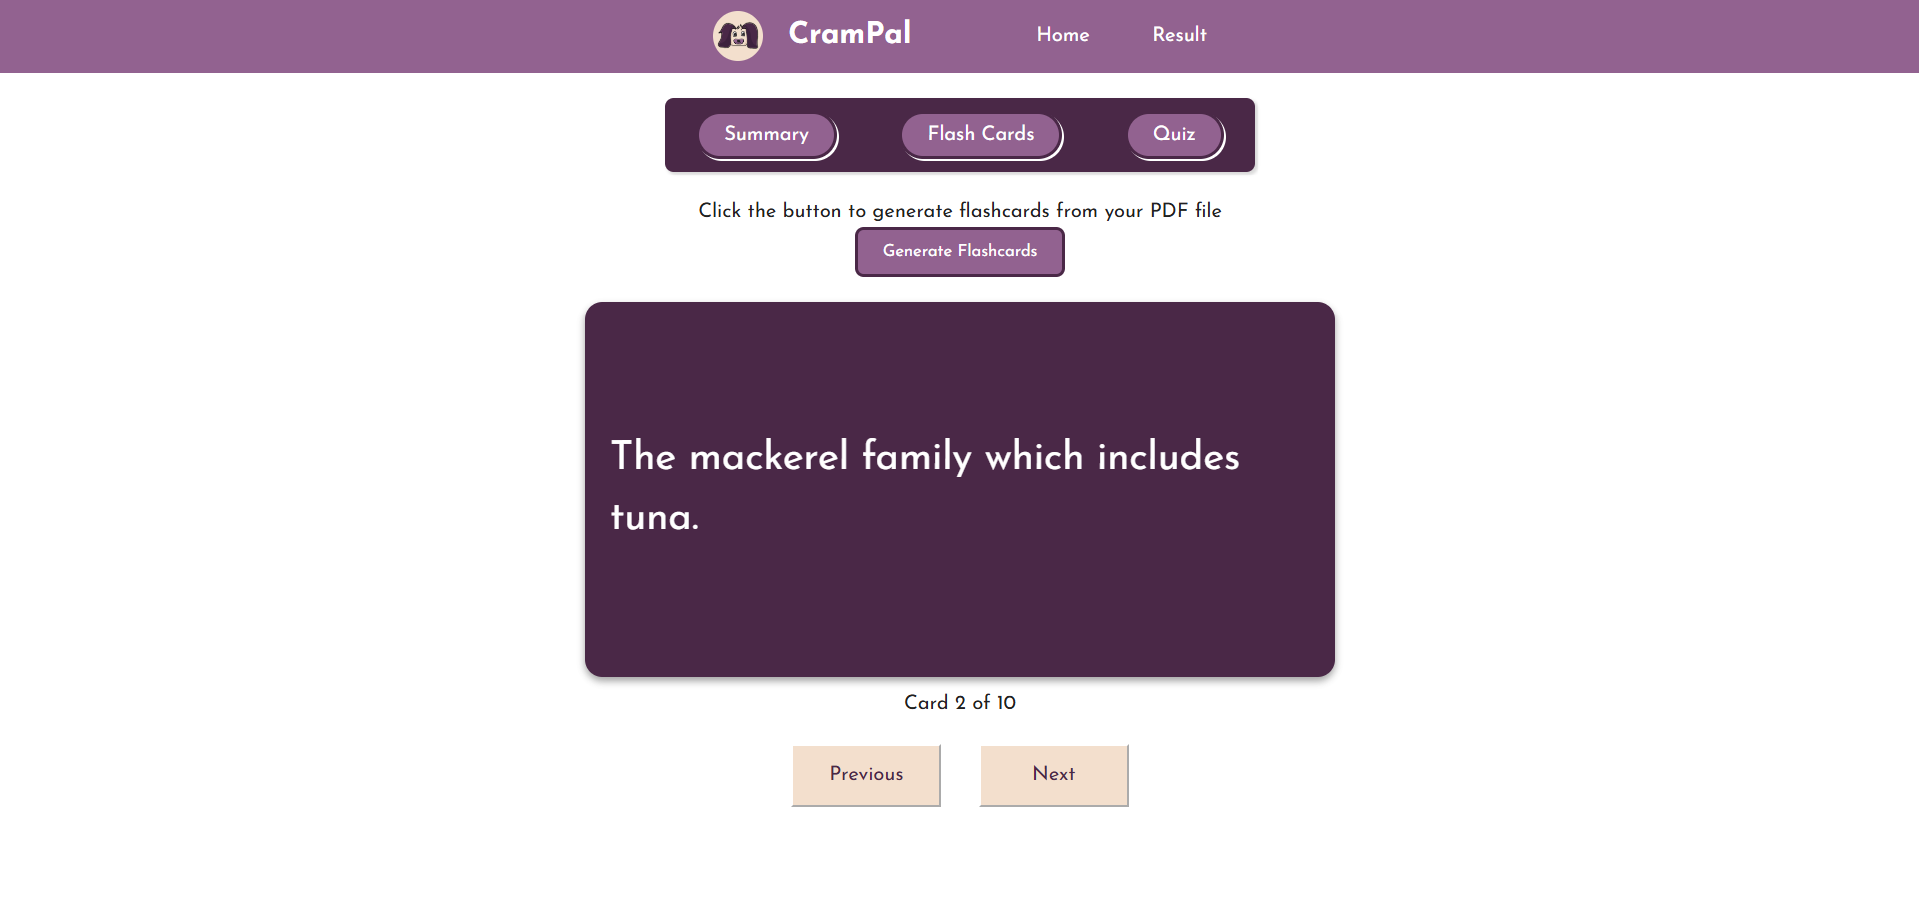 CramPal
Home
Result
Summary
Flash Cards
Quiz
Click the button to generate flashcards from your PDF file
Generate Flashcards
The mackerel family which includes
tuna.
Card 2 of 10
Previous
Next